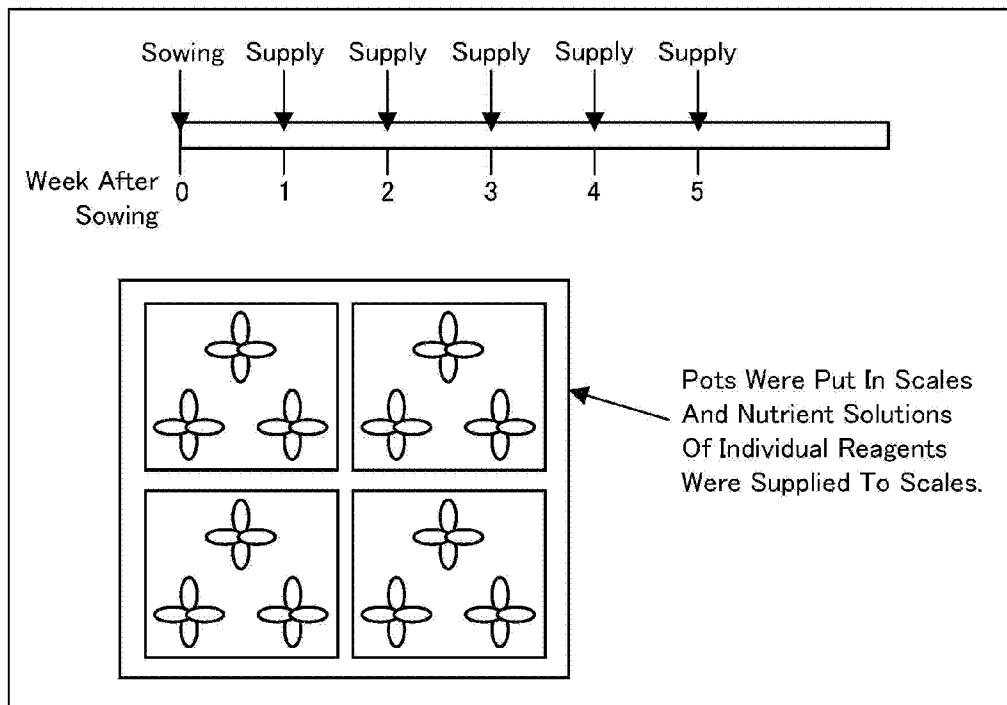 Sowing Supply Supply Supply Supply Supply
Week After
Sowing
0 1 2 3 4 5
Pots Were Put In Scales
And Nutrient Solutions
Of Individual Reagents
Were Supplied To Scales.